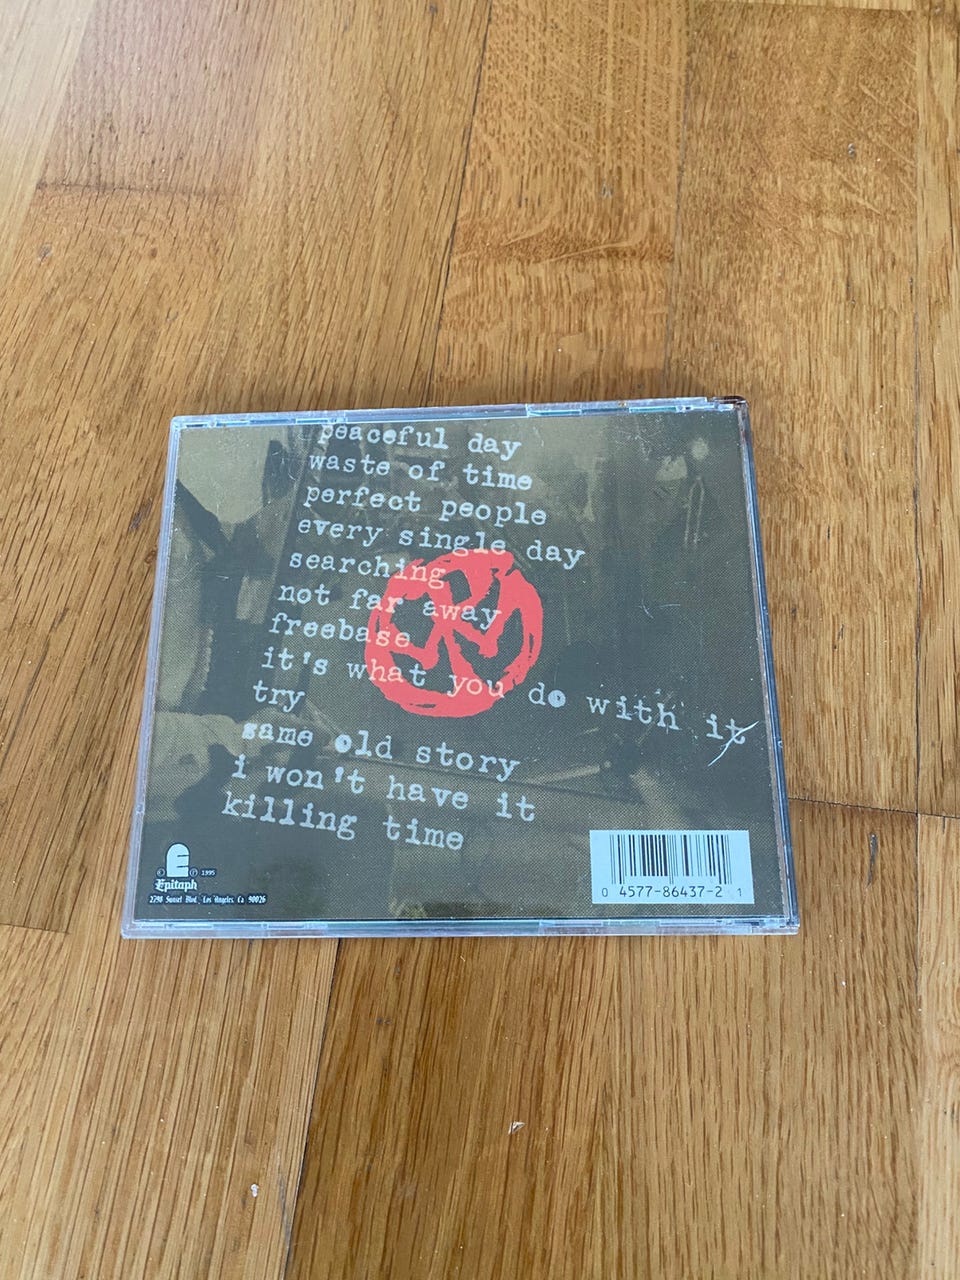 peaceful day
waste of time
perfect people
every single day
searching
not far away
freebase
it's what you do with it
try
same old story
i won't have it
killing time
© ℗ 1995
Epitaph
2798 Sunset Blvd, Los Angeles, Ca 90026
0 4577-86437-2 1